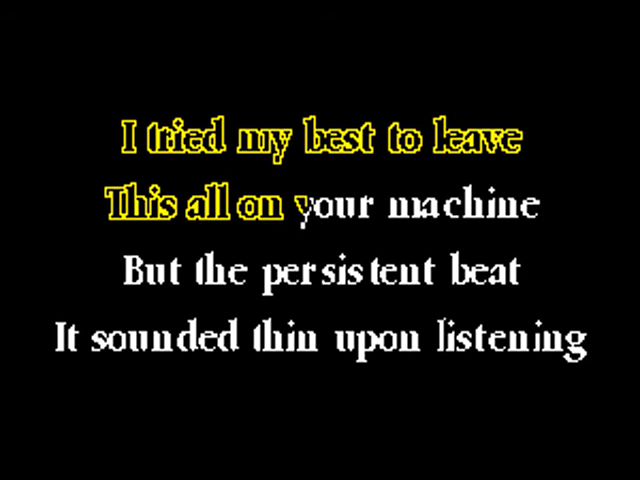 I tried my best to leave
This all on your machine
But the persistent beat
It sounded thin upon listening